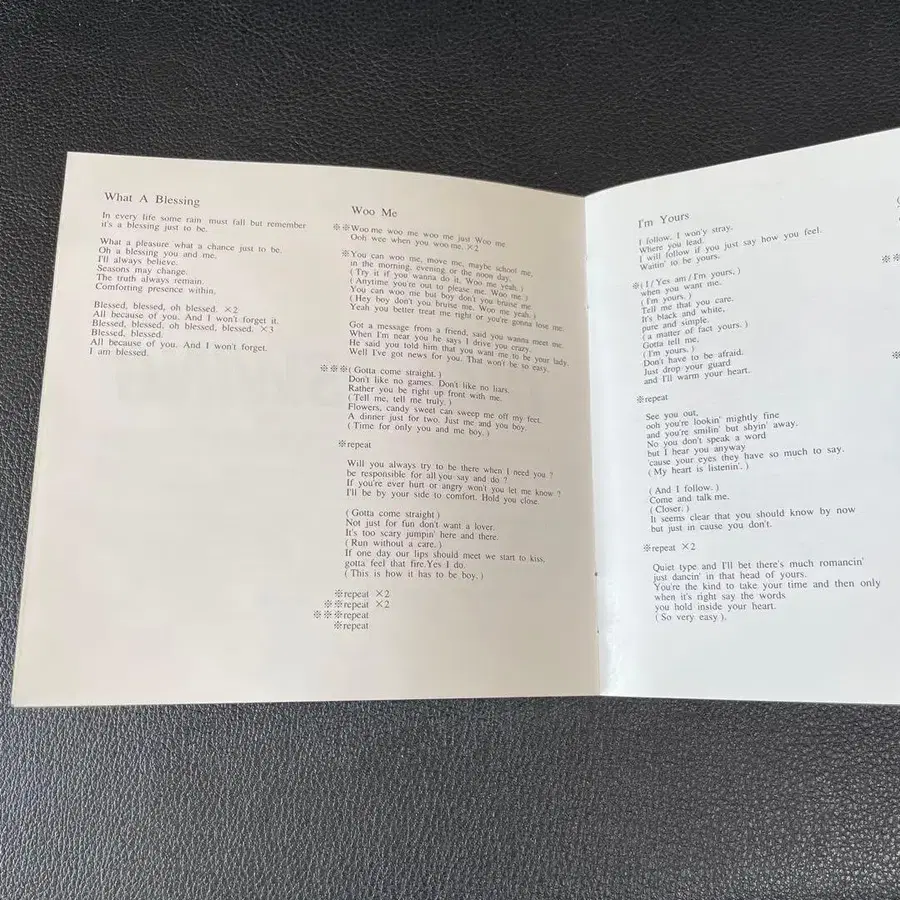 What A Blessing
In every life some rain must fall but remember
it's a blessing just to be.
What a pleasure what a chance just to be.
Oh a blessing you and me.
I'll always believe.
Seasons may change.
The truth always remain.
Comforting presence within.
Blessed, blessed, oh blessed. ×2
All because of you. And I won't forget it.
Blessed, blessed, oh blessed, blessed. ×3
Blessed, blessed.
All because of you. And I won't forget.
I am blessed.
Woo Me
※※Woo me woo me woo me just Woo me
Ooh wee when you woo me. ×2
※You can woo me, move me, maybe school me,
in the morning, evening or the noon day.
( Try it if you wanna do it. Woo me yeah. )
( Anytime you're out to please me. Woo me. )
You can woo me but boy don't you bruise me.
( Hey boy don't you bruise me. Woo me yeah. )
Yeah you better treat me right or you're gonna lose me.
Got a message from a friend, said you wanna meet me.
When I'm near you he says I drive you crazy.
He said you told him that you want me to be your lady.
Well I've got news for you. That won't be so easy.
※※※( Gotta come straight. )
Don't like no games. Don't like no liars.
Rather you be right up front with me.
( Tell me, tell me truly. )
Flowers, candy sweet can sweep me off my feet.
A dinner just for two. Just me and you boy.
( Time for only you and me boy. )
※repeat
Will you always try to be there when I need you ?
be responsible for all you say and do ?
If you're ever hurt or angry won't you let me know ?
I'll be by your side to comfort. Hold you close.
( Gotta come straight )
Not just for fun don't want a lover.
It's too scary jumpin' here and there.
( Run without a care. )
If one day our lips should meet we start to kiss.
gotta feel that fire. Yes I do.
( This is how it has to be boy. )
※repeat ×2
※※repeat ×2
※※※repeat
※repeat
I'm Yours
I follow. I won'y stray.
Where you lead.
I will follow if you just say how you feel.
Waitin' to be yours.
※( I / Yes am / I'm yours. )
when you want me.
( I'm yours. )
Tell me that you care.
It's black and white,
pure and simple.
( a matter of fact yours. )
Gotta tell me.
( I'm yours. )
Don't have to be afraid.
Just drop your guard
and I'll warm your heart.
※repeat
See you out,
ooh you're lookin' mightly fine
and you're smilin' but shyin' away.
No you don't speak a word
but I hear you anyway
'cause your eyes they have so much to say.
( My heart is listenin'. )
( And I follow. )
Come and talk me.
( Closer. )
It seems clear that you should know by now
but just in cause you don't.
※repeat ×2
Quiet type and I'll bet there's much romancin'
just dancin' in that head of yours.
You're the kind to take your time and then only
when it's right say the words
you hold inside your heart.
( So very easy ).